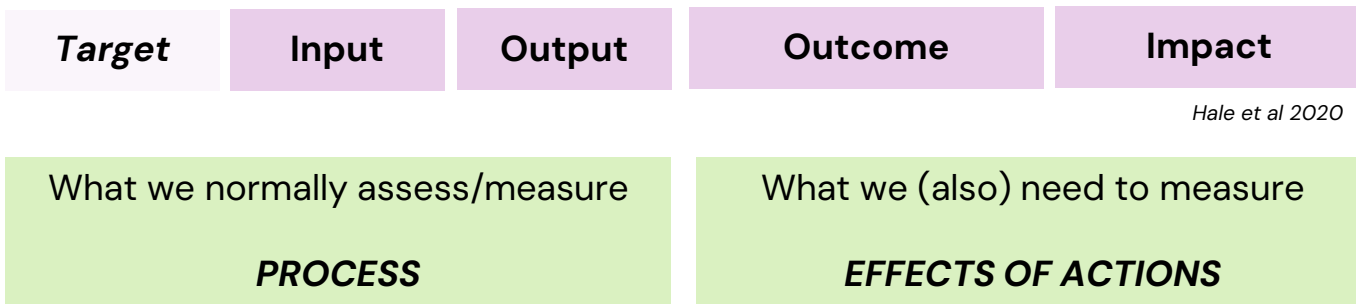 Target
Input
Output
Outcome
Impact
Hale et al 2020
What we normally assess/measure
PROCESS
What we (also) need to measure
EFFECTS OF ACTIONS